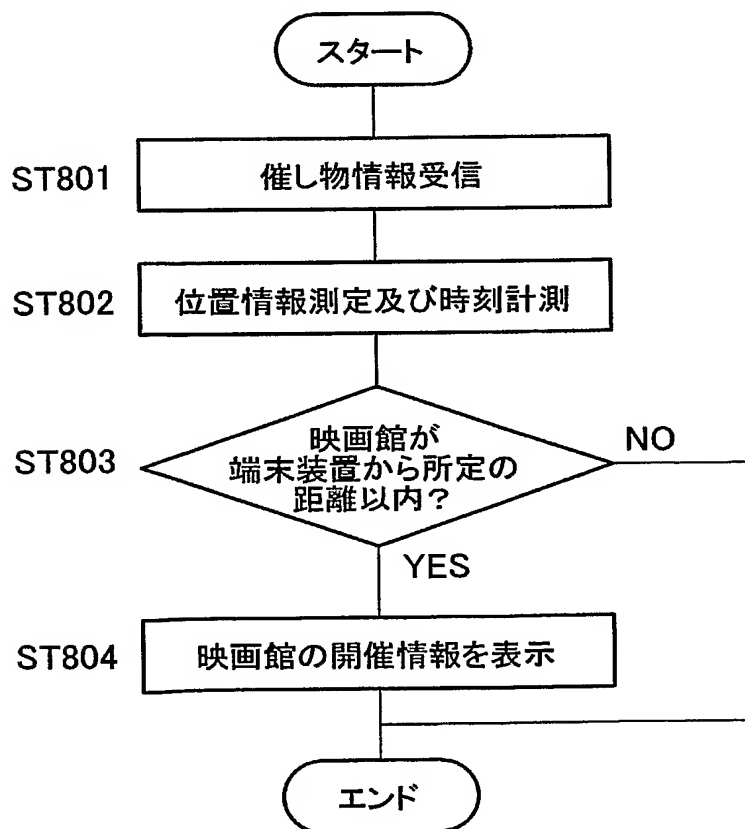 スタート
ST801
催し物情報受信
ST802
位置情報測定及び時刻計測
ST803
映画館が
端末装置から所定の
距離以内?
NO
YES
ST804
映画館の開催情報を表示
エンド